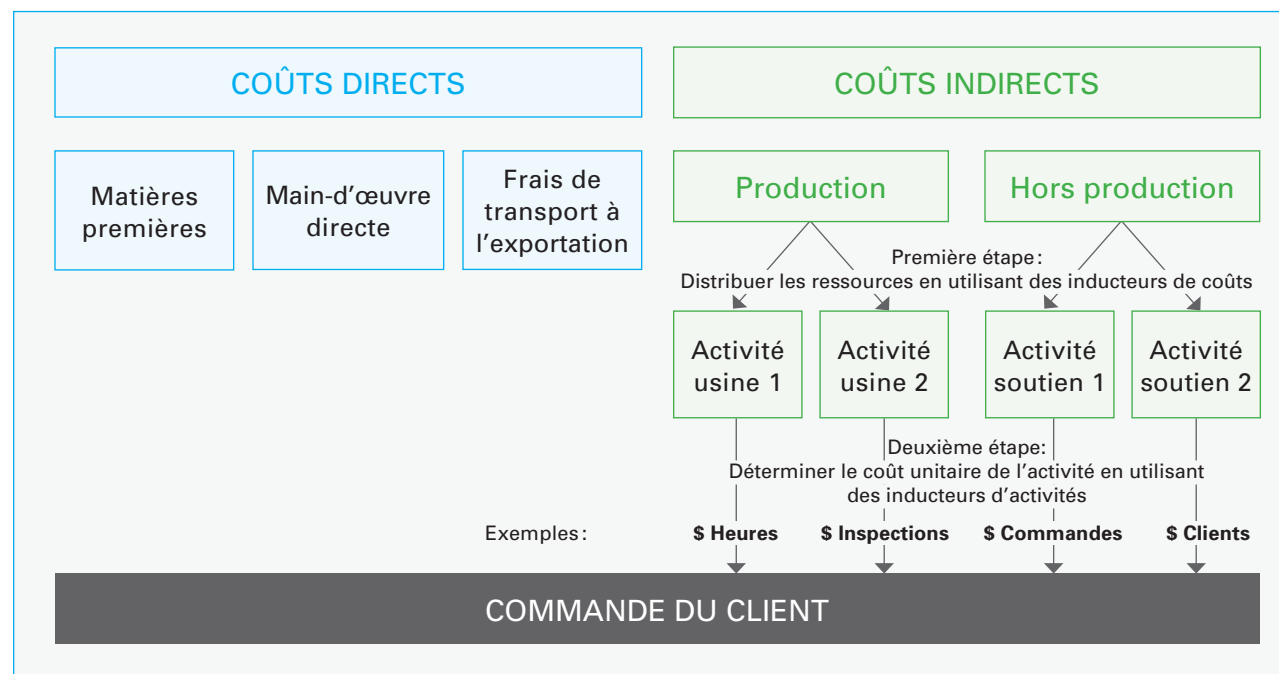 COÛTS DIRECTS
COÛTS INDIRECTS
Matières
premières
Main-d'œuvre
directe
Frais de
transport à
l'exportation
Production
Hors production
Première étape :
Distribuer les ressources en utilisant des inducteurs de coûts
Activité
usine 1
Activité
usine 2
Activité
soutien 1
Activité
soutien 2
Deuxième étape:
Déterminer le coût unitaire de l'activité en utilisant
des inducteurs d'activités
Exemples :
$ Heures
$ Inspections
$ Commandes
$ Clients
COMMANDE DU CLIENT